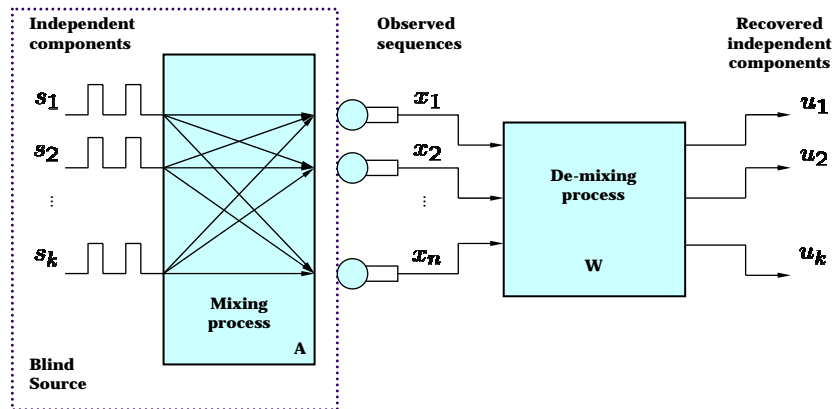 Independent
components
Observed
sequences
Recovered
independent
components
s1
s2
...
sk
Mixing
process
A
Blind
Source
x1
x2
...
xn
De-mixing
process
W
u1
u2
uk